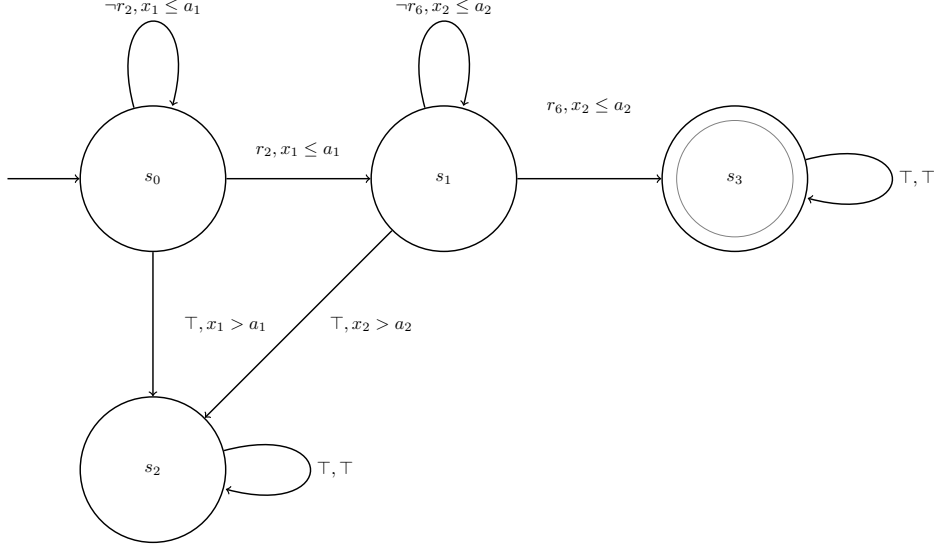 ¬r₂, x₁ ≤ a₁
¬r₆, x₂ ≤ a₂
r₂, x₁ ≤ a₁
r₆, x₂ ≤ a₂
s₀
s₁
s₃
⊤, ⊤
⊤, x₁ > a₁
⊤, x₂ > a₂
s₂
⊤, ⊤